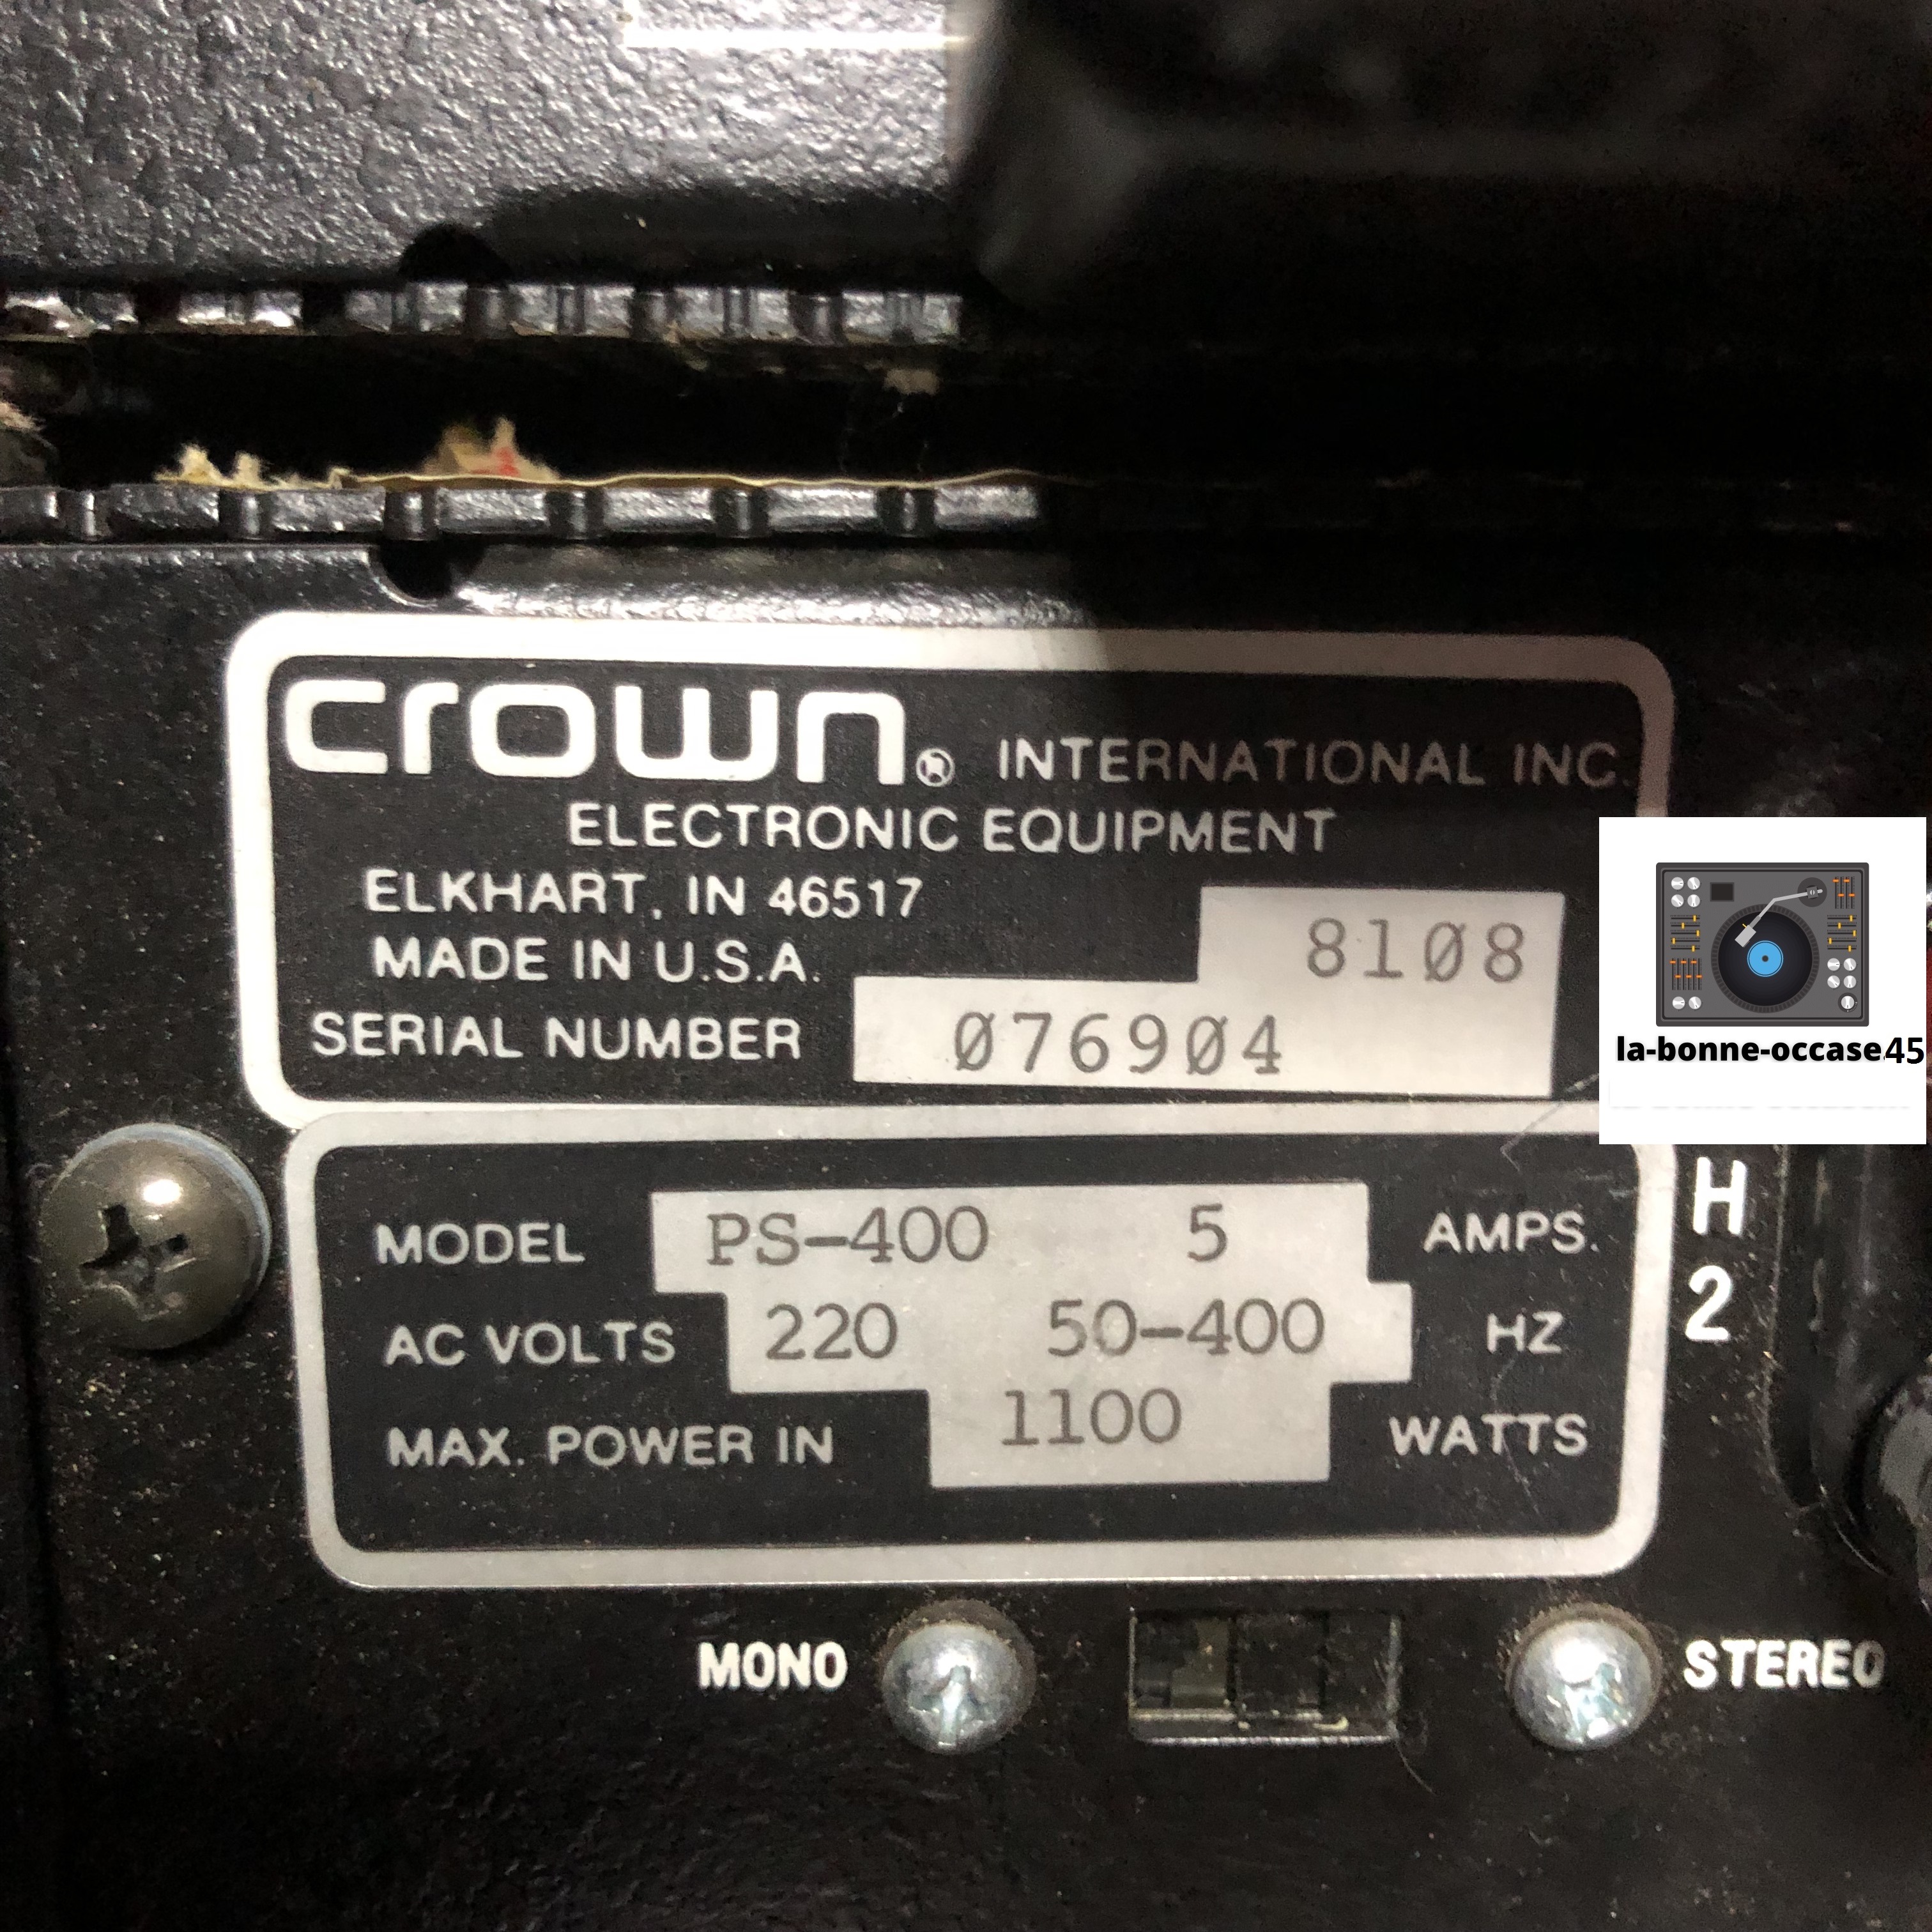 crown® INTERNATIONAL INC.
ELECTRONIC EQUIPMENT
ELKHART, IN 46517
MADE IN U.S.A.
8108
SERIAL NUMBER 076904
la-bonne-occase45
MODEL PS-400 5 AMPS.
AC VOLTS 220 50-400 HZ
MAX. POWER IN 1100 WATTS
H
2
MONO STEREO